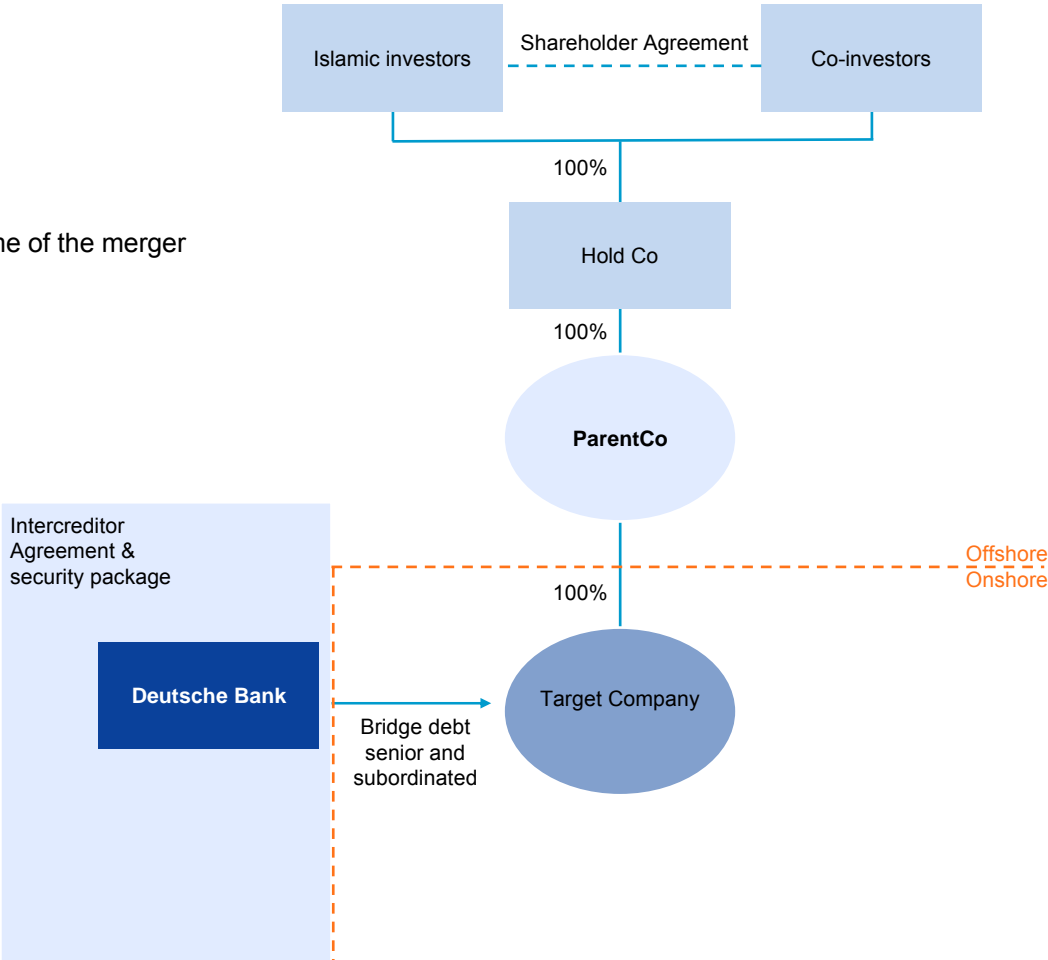 Islamic investors
Shareholder Agreement
Co-investors
100%
Hold Co
of the merger
100%
ParentCo
Intercreditor
Agreement &
security package
Offshore
Onshore
100%
Deutsche Bank
Target Company
Bridge debt
senior and
subordinated